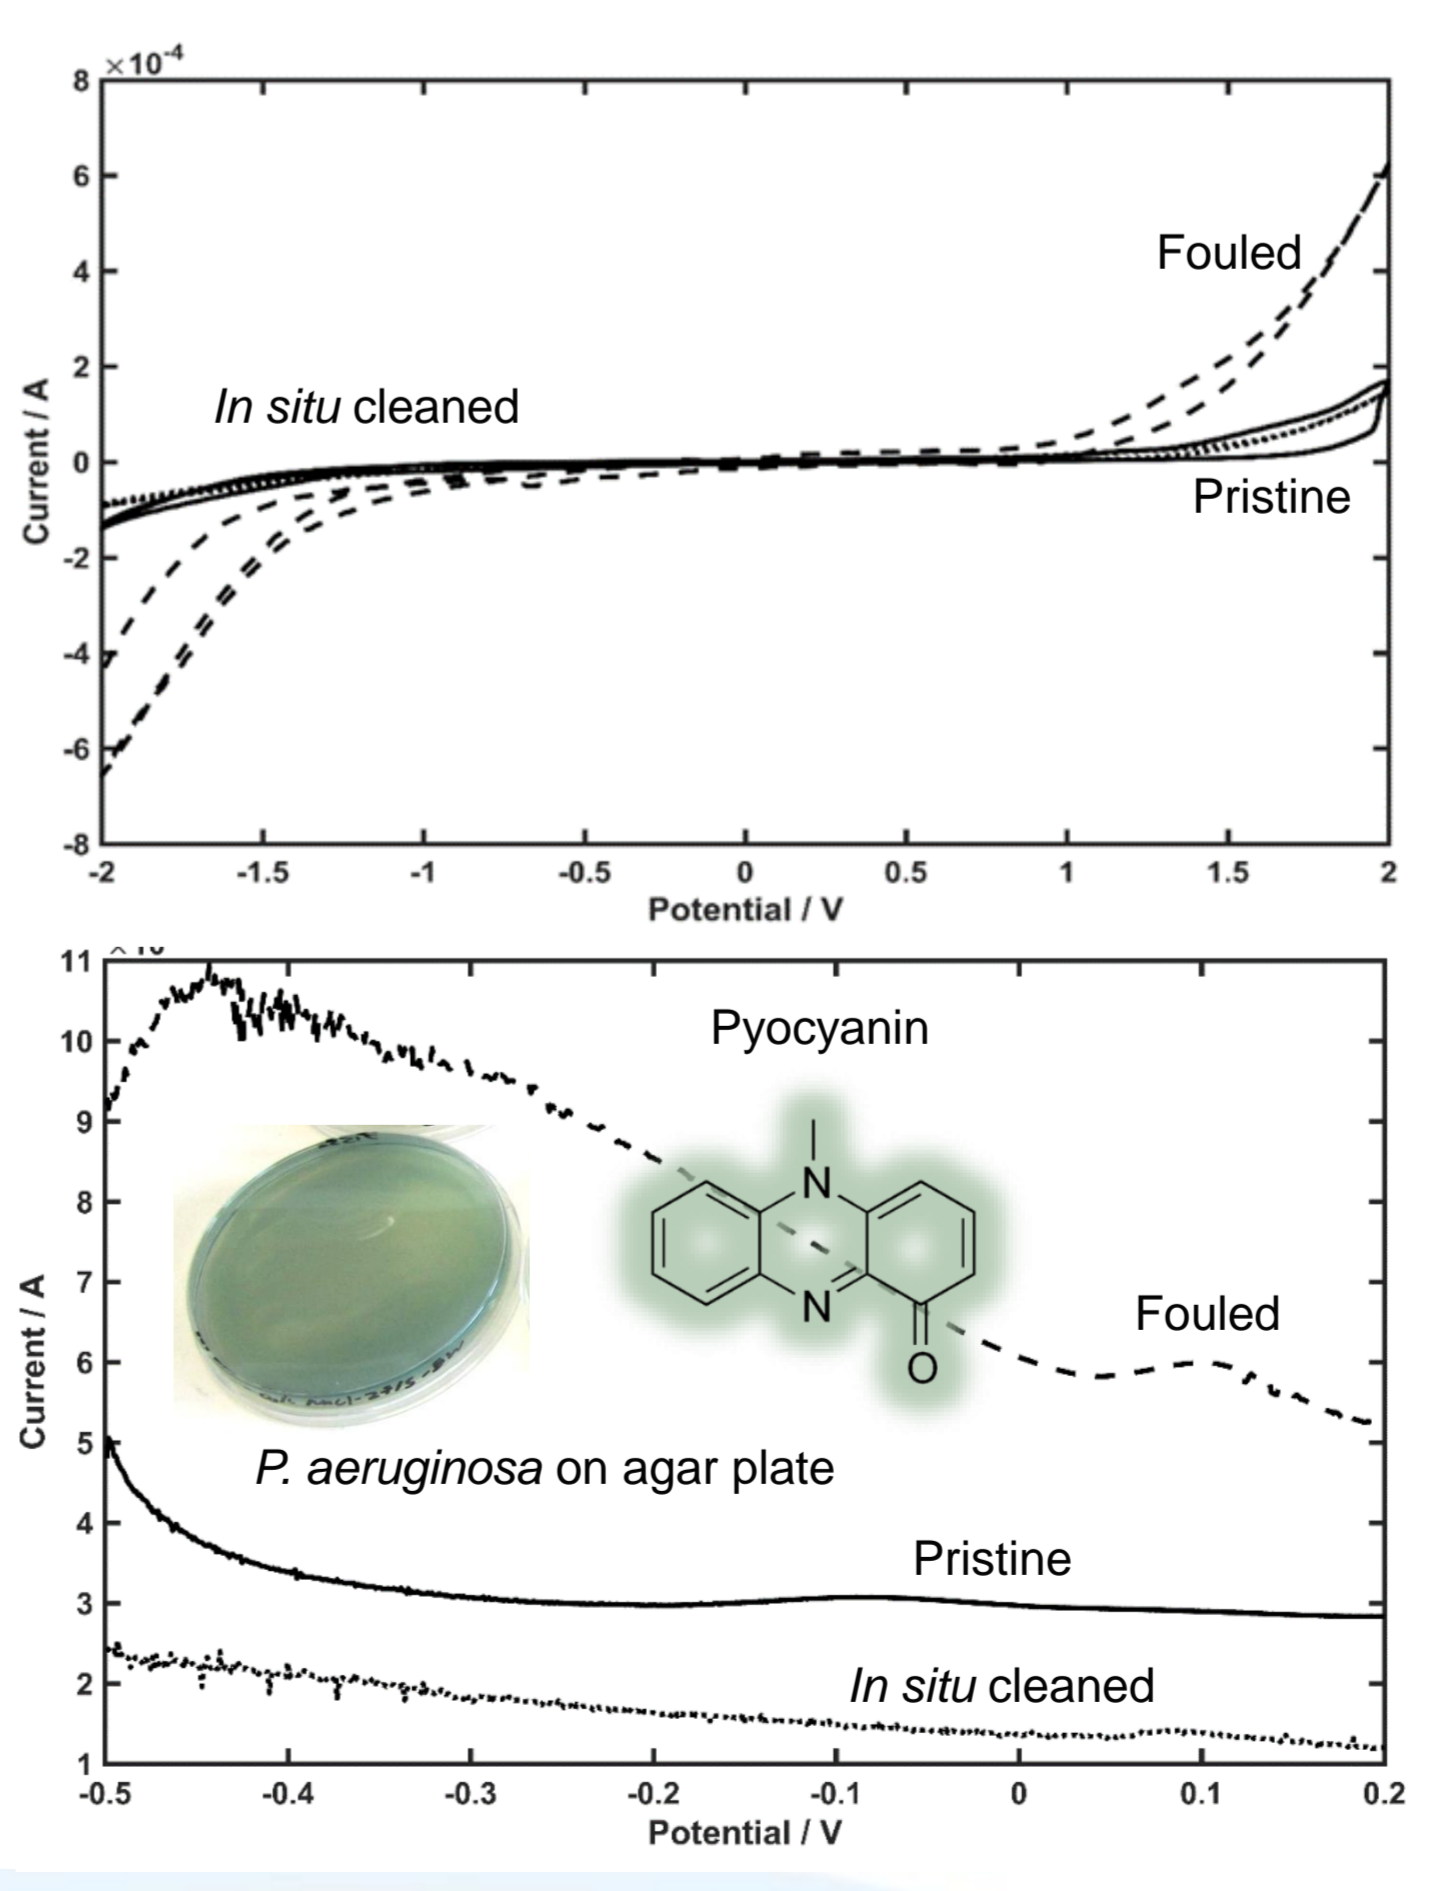 ×10-4
8
6
4
2
0
-2
-4
-6
-8
Current / A
Fouled
In situ cleaned
Pristine
-2 -1.5 -1 -0.5 0 0.5 1 1.5 2
Potential / V
11
10
9
8
7
6
5
4
3
2
1
Current / A
Pyocyanin
N
N
O
Fouled
P. aeruginosa on agar plate
Pristine
In situ cleaned
-0.5 -0.4 -0.3 -0.2 -0.1 0 0.1 0.2
Potential / V